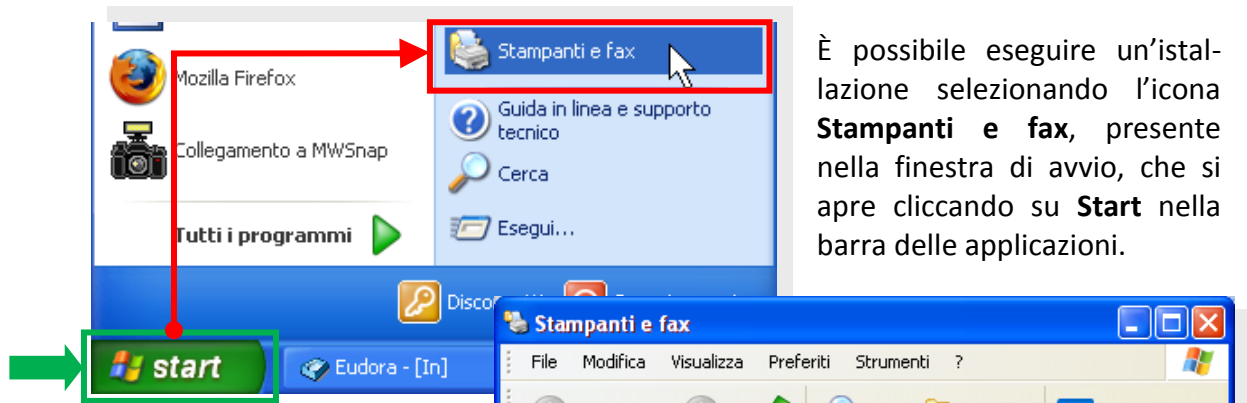 Stampanti e fax
Mozilla Firefox
Guida in linea e supporto
tecnico
Collegamento a MWSnap
Cerca
Tutti i programmi
Esegui...
È possibile eseguire un’istal-
lazione selezionando l’icona
Stampanti e fax, presente
nella finestra di avvio, che si
apre cliccando su Start nella
barra delle applicazioni.
start
Eudora - [In]
Stampanti e fax
File Modifica Visualizza Preferiti Strumenti ?